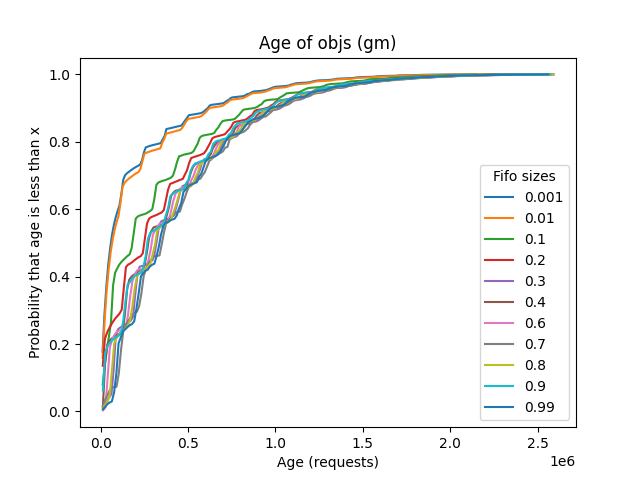 Age of objs (gm)
Probability that age is less than x
1.0
0.8
0.6
0.4
0.2
0.0
Fifo sizes
0.001
0.01
0.1
0.2
0.3
0.4
0.6
0.7
0.8
0.9
0.99
0.0 0.5 1.0 1.5 2.0 2.5
1e6
Age (requests)